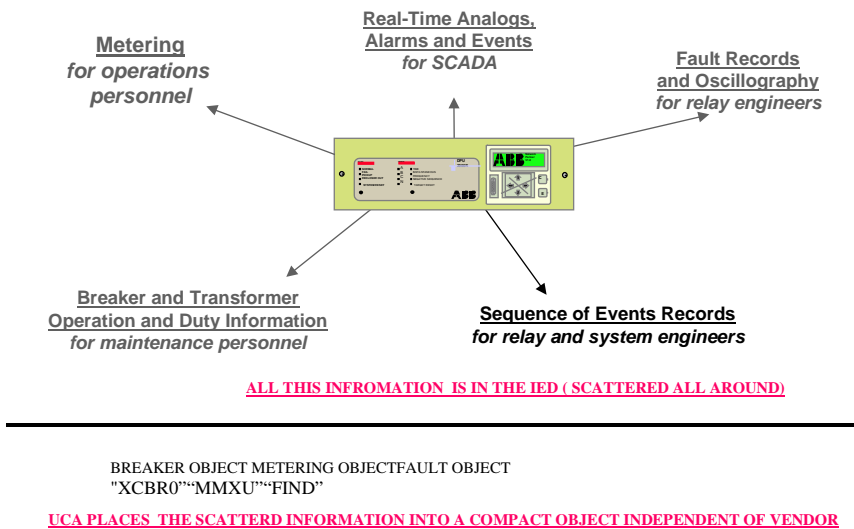 Real-Time Analogs,
Alarms and Events
for SCADA
Metering
for operations
personnel
Fault Records
and Oscillography
for relay engineers
ABB
DPU
ABB
Breaker and Transformer
Operation and Duty Information
for maintenance personnel
Sequence of Events Records
for relay and system engineers
ALL THIS INFROMATION IS IN THE IED ( SCATTERED ALL AROUND)
BREAKER OBJECT METERING OBJECTFAULT OBJECT
"XCBR0”“MMXU”“FIND”
UCA PLACES THE SCATTERD INFORMATION INTO A COMPACT OBJECT INDEPENDENT OF VENDOR